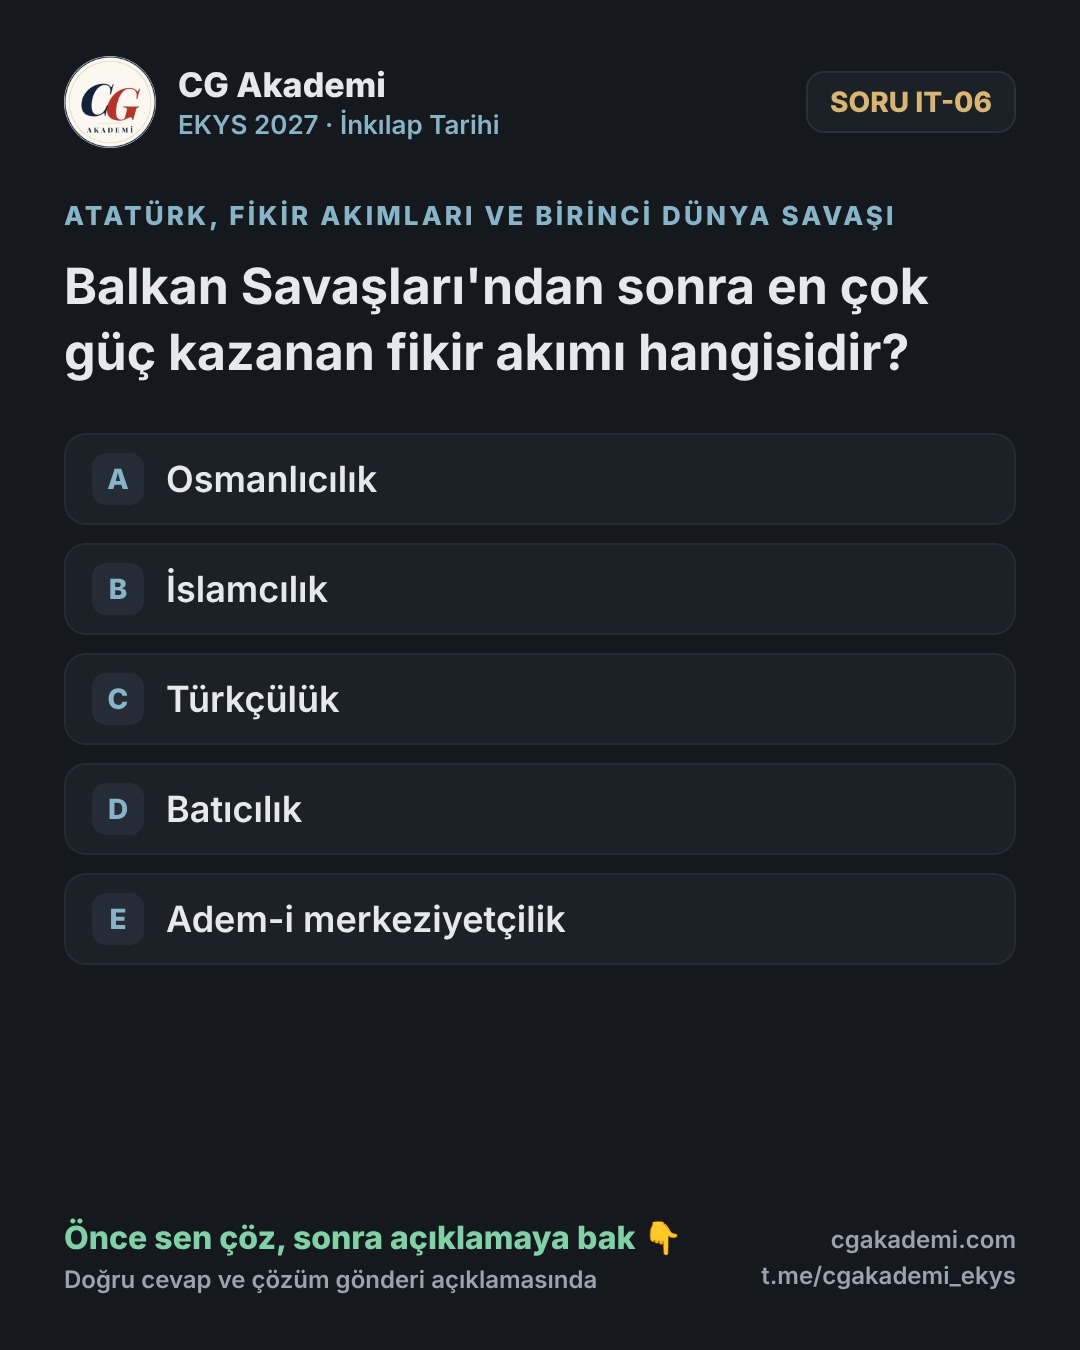 CG
AKADEMİ
CG Akademi
EKYS 2027 · İnkılap Tarihi
SORU IT-06
ATATÜRK, FİKİR AKIMLARI VE BİRİNCİ DÜNYA SAVAŞI
Balkan Savaşları'ndan sonra en çok
güç kazanan fikir akımı hangisidir?
A Osmanlıcılık
B İslamcılık
C Türkçülük
D Batıcılık
E Adem-i merkeziyetçilik
Önce sen çöz, sonra açıklamaya bak 👇
Doğru cevap ve çözüm gönderi açıklamasında
cgakademi.com
t.me/cgakademi_ekys